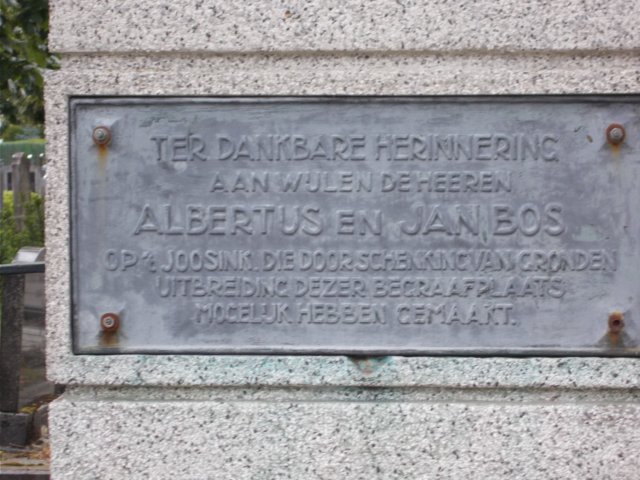 TER DANKBARE HERINNERING
AAN WIJLEN DE HEEREN
ALBERTUS EN JAN BOS
OP 't JOOSINK. DIE DOOR SCHENKING VAN GRONDEN
UITBREIDING DEZER BEGRAAFPLAATS
MOGELIJK HEBBEN GEMAAKT.